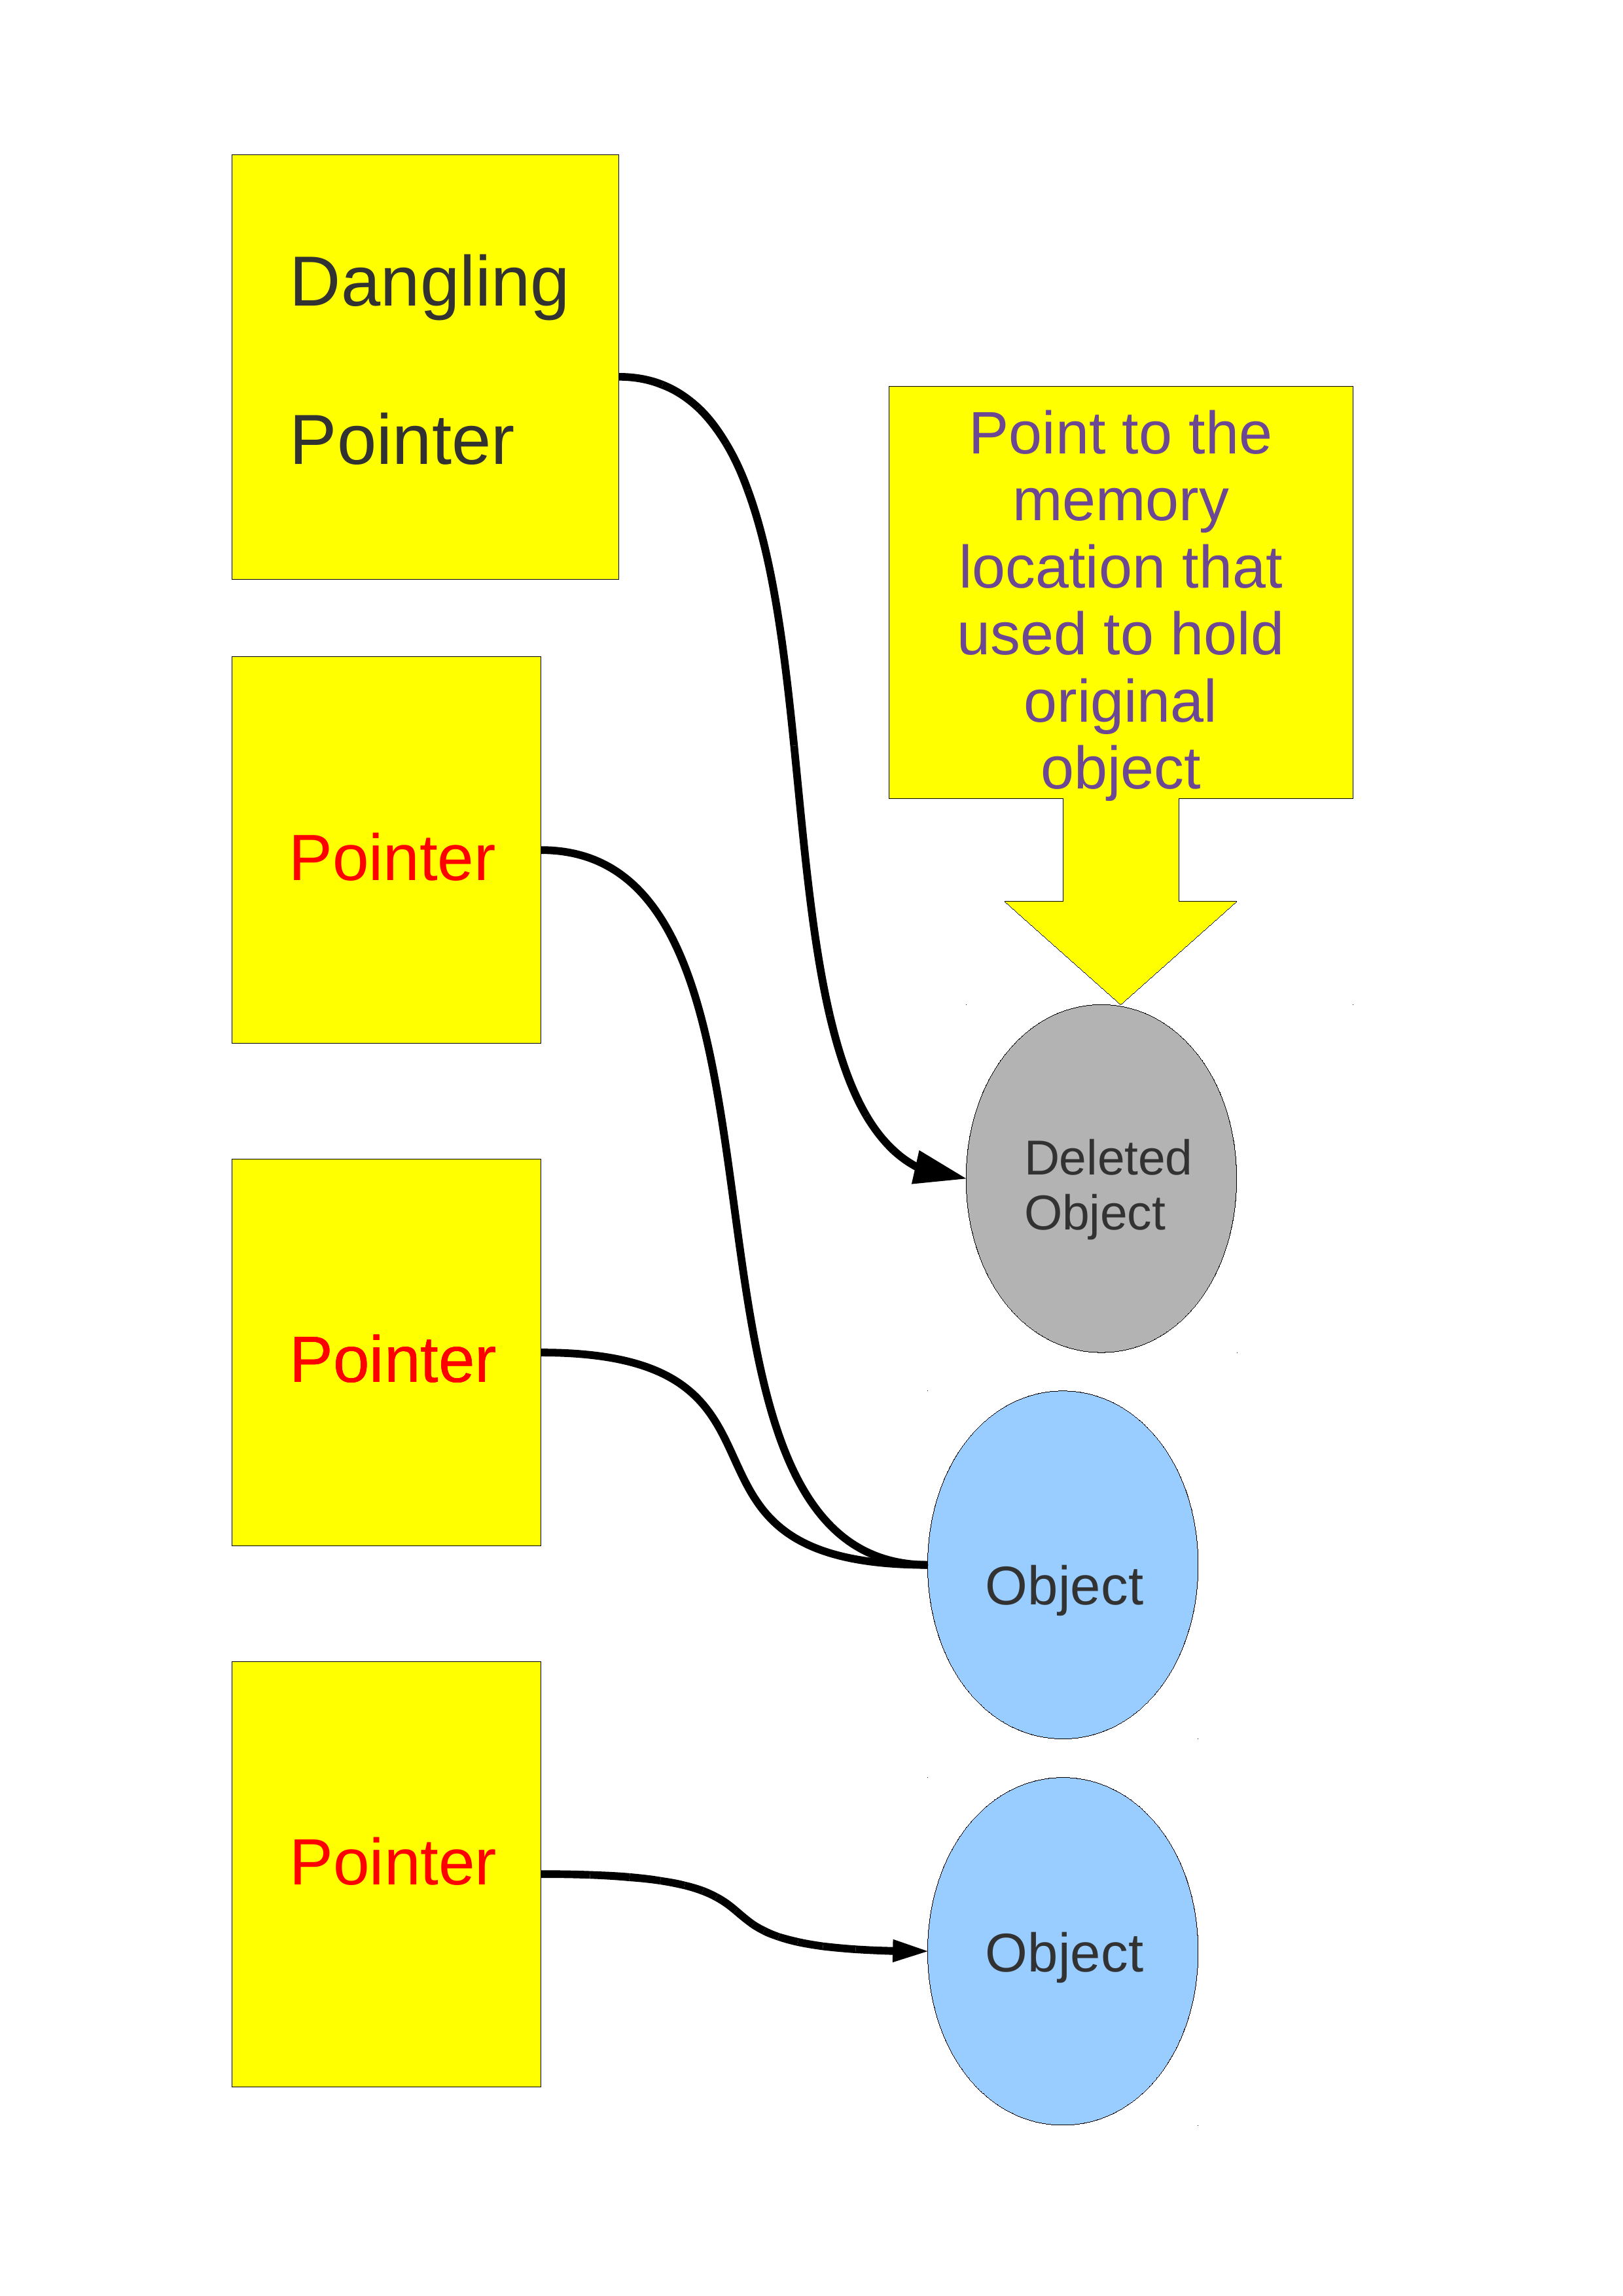 Dangling
Pointer
Point to the
memory
location that
used to hold
original
object
Pointer
Deleted
Object
Pointer
Object
Pointer
Object